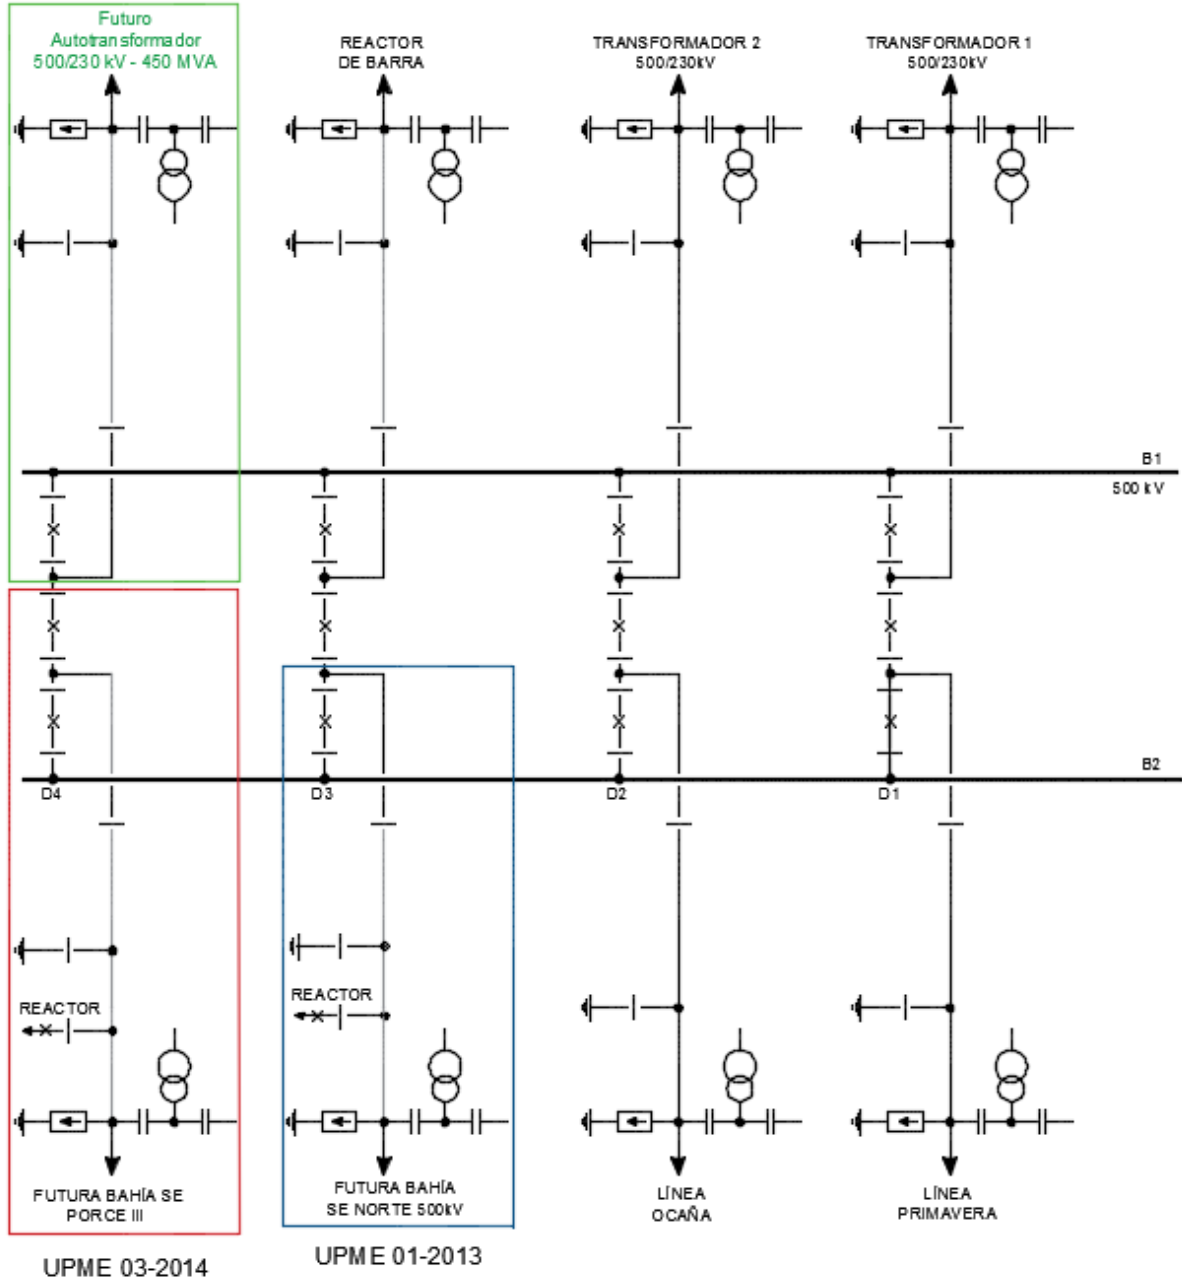 Futuro
Autotransformador
500/230 kV - 450 MVA
REACTOR
DE BARRA
TRANSFORMADOR 2
500/230kV
TRANSFORMADOR 1
500/230kV
B1
500 kV
B2
D4
D3
D2
D1
REACTOR
REACTOR
FUTURA BAHÍA SE
PORCE III
FUTURA BAHÍA
SE NORTE 500kV
LÍNEA
OCAÑA
LÍNEA
PRIMAVERA
UPME 03-2014
UPME 01-2013